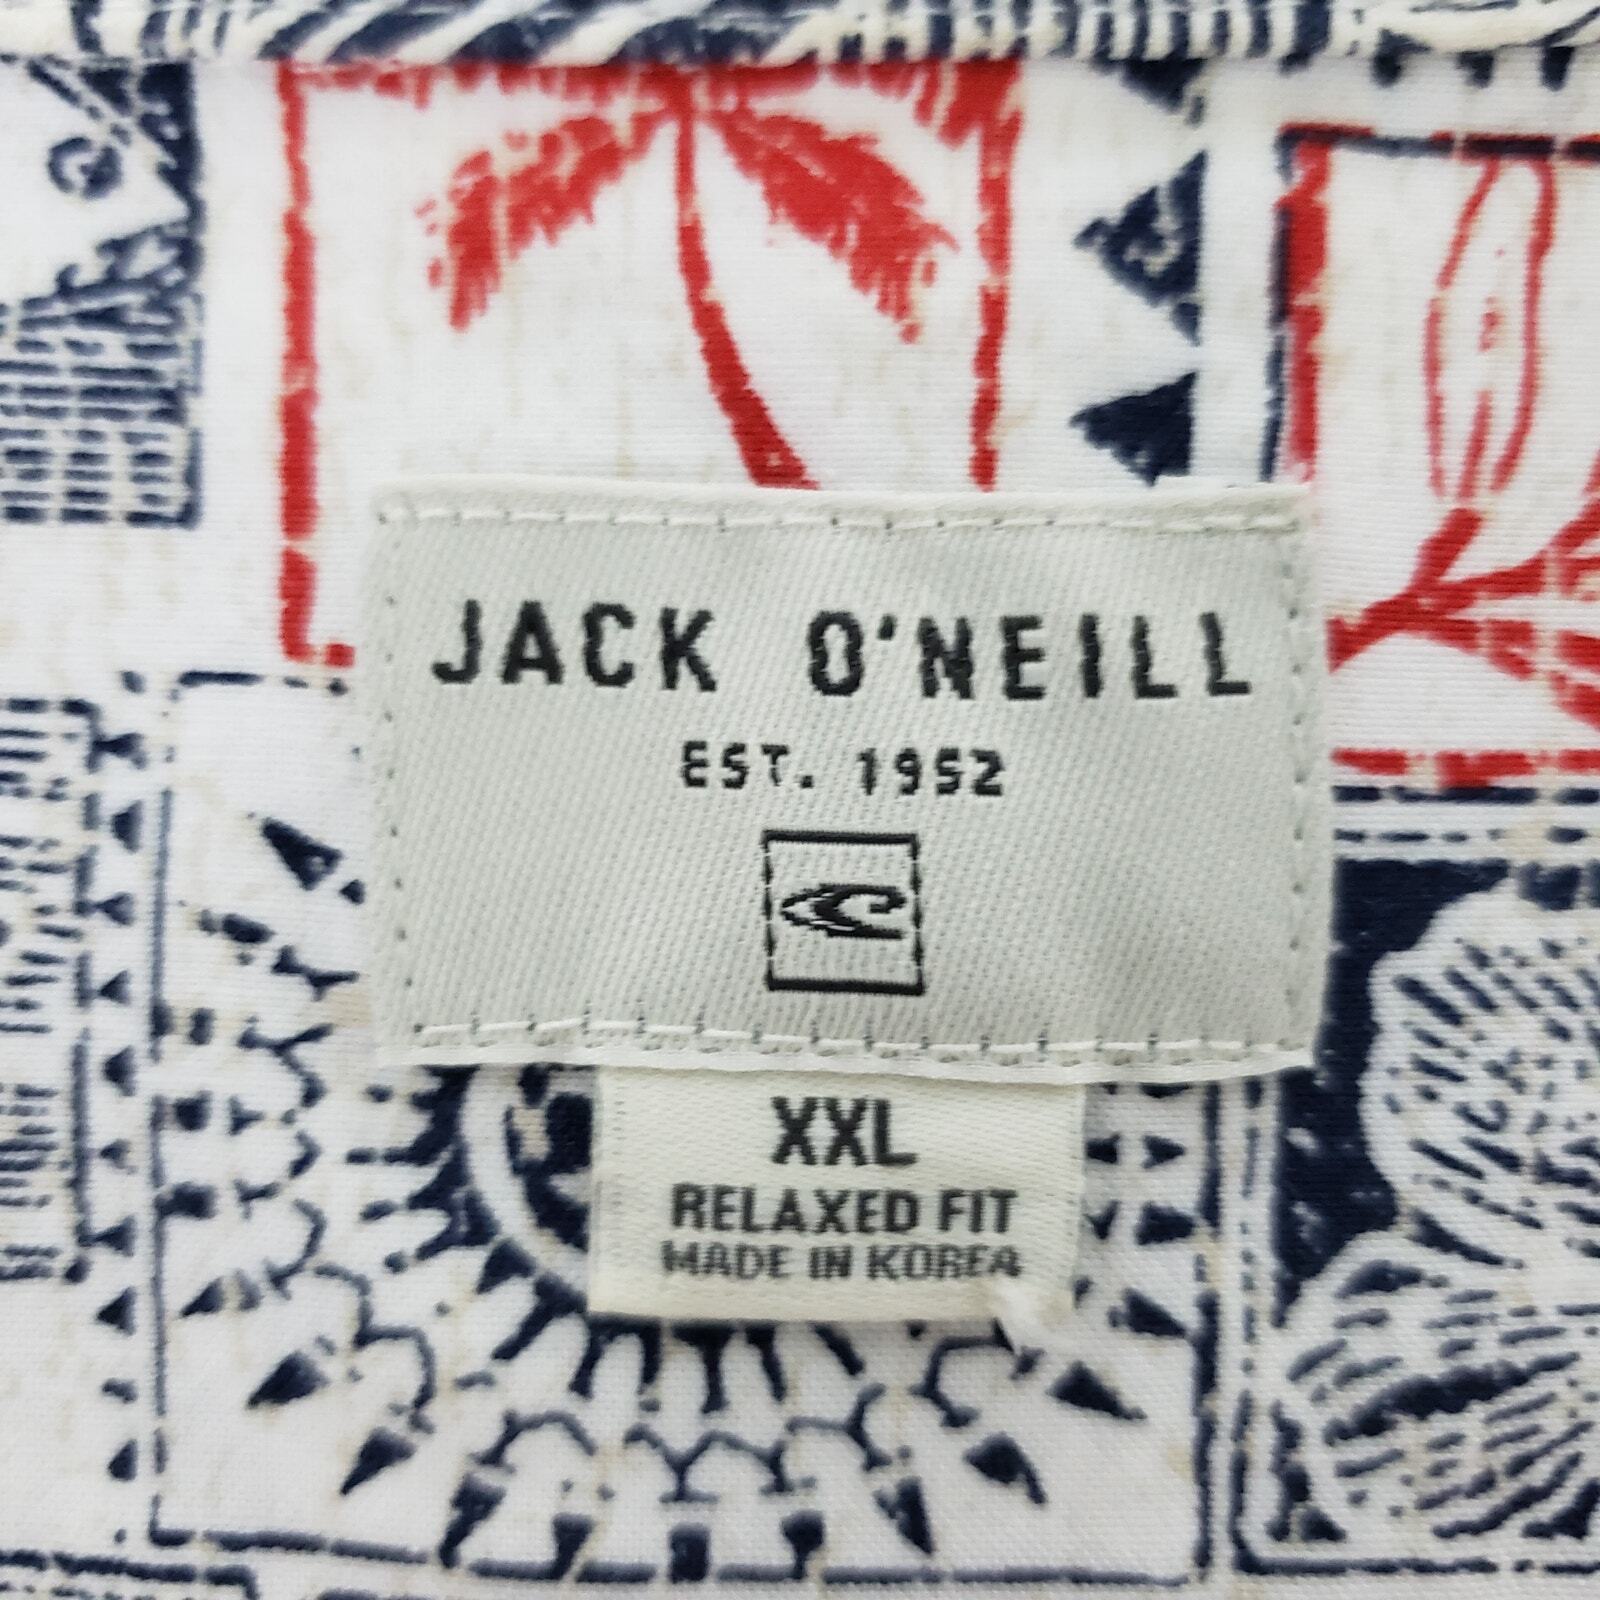 JACK O'NEILL
EST. 1952
XXL
RELAXED FIT
MADE IN KOREA